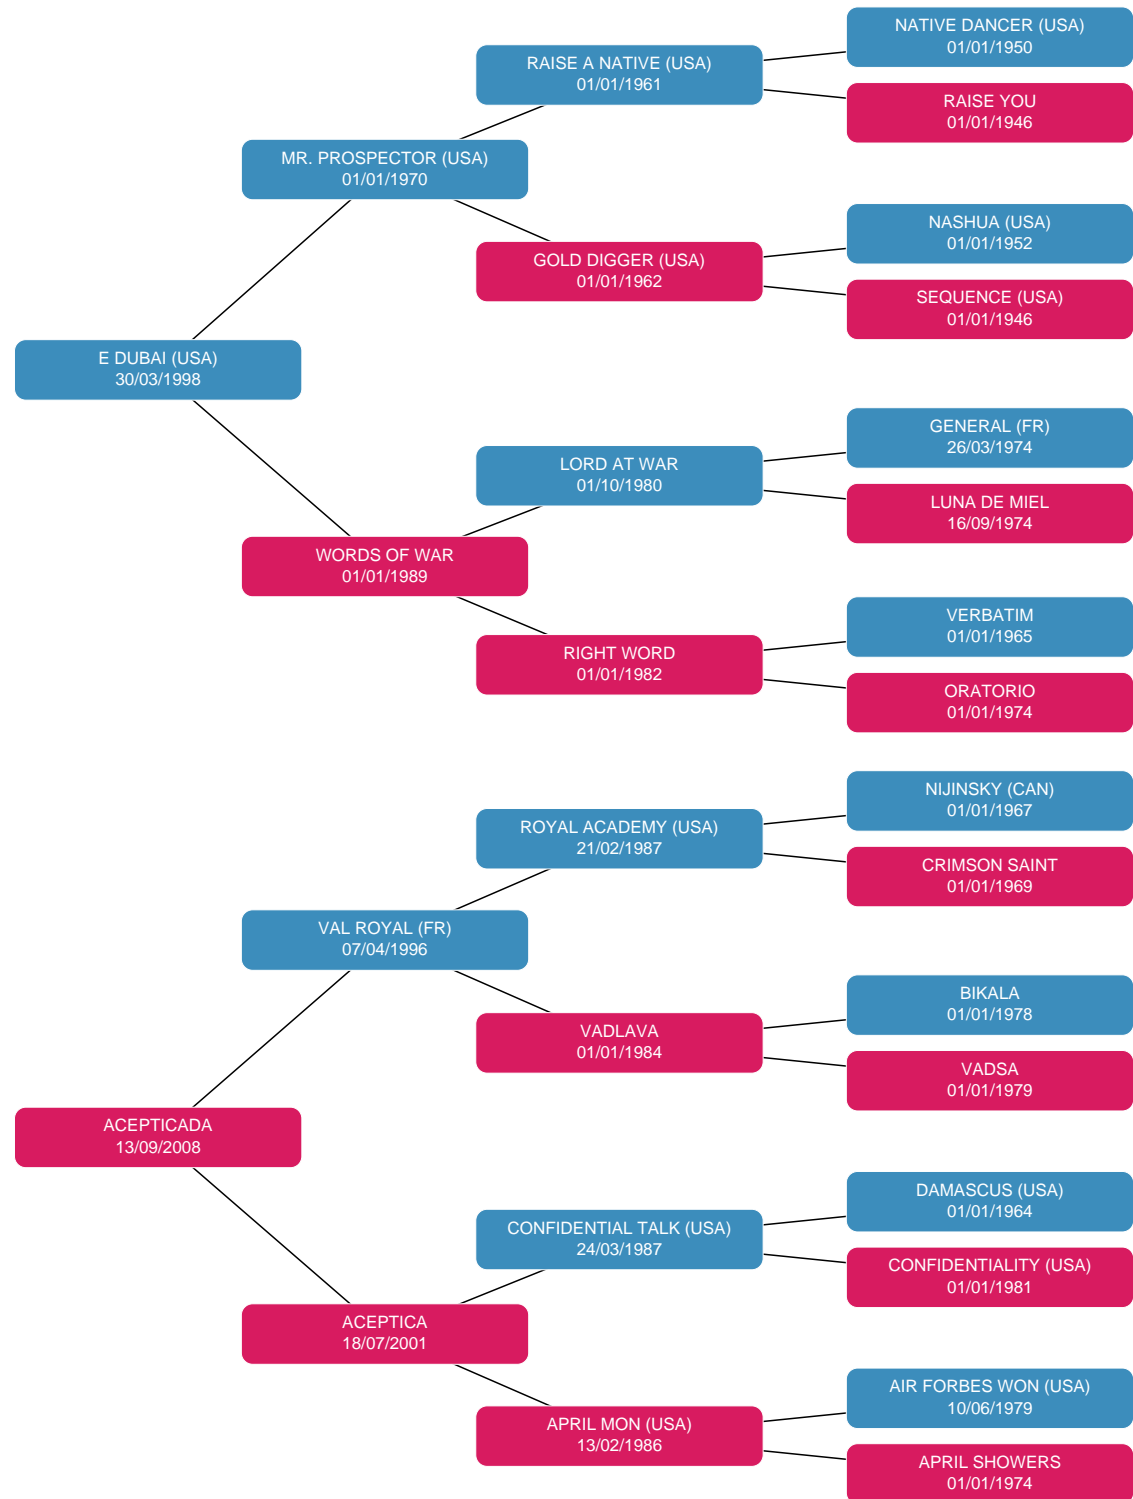 NATIVE DANCER (USA)
01/01/1950
RAISE A NATIVE (USA)
01/01/1961
RAISE YOU
01/01/1946
MR. PROSPECTOR (USA)
01/01/1970
NASHUA (USA)
01/01/1952
GOLD DIGGER (USA)
01/01/1962
SEQUENCE (USA)
01/01/1946
E DUBAI (USA)
30/03/1998
GENERAL (FR)
26/03/1974
LORD AT WAR
01/10/1980
LUNA DE MIEL
16/09/1974
WORDS OF WAR
01/01/1989
VERBATIM
01/01/1965
RIGHT WORD
01/01/1982
ORATORIO
01/01/1974
NIJINSKY (CAN)
01/01/1967
ROYAL ACADEMY (USA)
21/02/1987
CRIMSON SAINT
01/01/1969
VAL ROYAL (FR)
07/04/1996
BIKALA
01/01/1978
VADLAVA
01/01/1984
VADSA
01/01/1979
ACEPTICADA
13/09/2008
DAMASCUS (USA)
01/01/1964
CONFIDENTIAL TALK (USA)
24/03/1987
CONFIDENTIALITY (USA)
01/01/1981
ACEPTICA
18/07/2001
AIR FORBES WON (USA)
10/06/1979
APRIL MON (USA)
13/02/1986
APRIL SHOWERS
01/01/1974